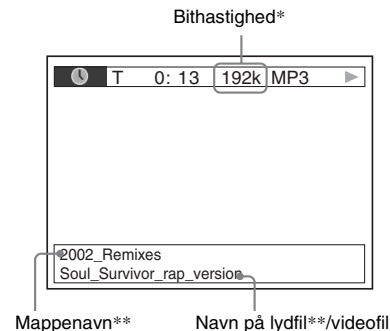 Bithastighed*
T 0: 13 192k MP3
2002_Remixes
Soul_Survivor_rap_version
Mappenavn** Navn på lydfil**/videofil